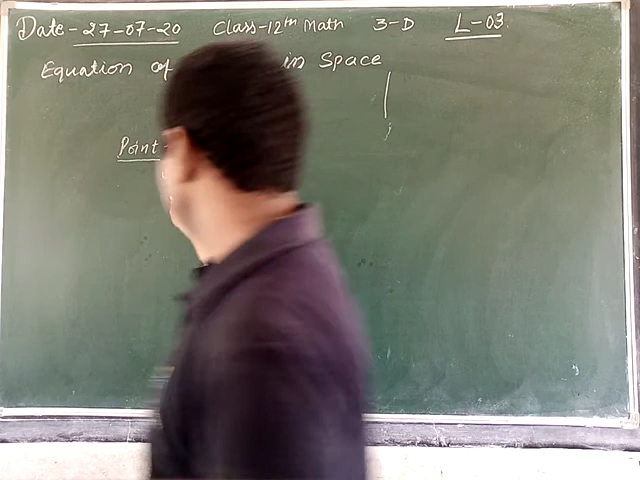 Date - 27-07-20 Class-12th Math 3-D L-03
Equation of in Space
Point